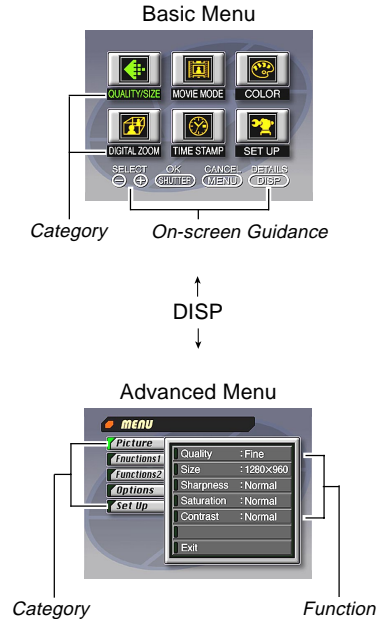 Basic Menu
QUALITY/SIZE MOVIE MODE COLOR
DIGITAL ZOOM TIME STAMP SET UP
SELECT OK CANCEL DETAILS
⊖ ⊕ SHUTTER MENU DISP
Category On-screen Guidance
DISP
Advanced Menu
MENU
Picture
Fnuctions1
Functions2
Options
Set Up
Quality :Fine
Size :1280×960
Sharpness :Normal
Saturation :Normal
Contrast :Normal
Exit
Category Function